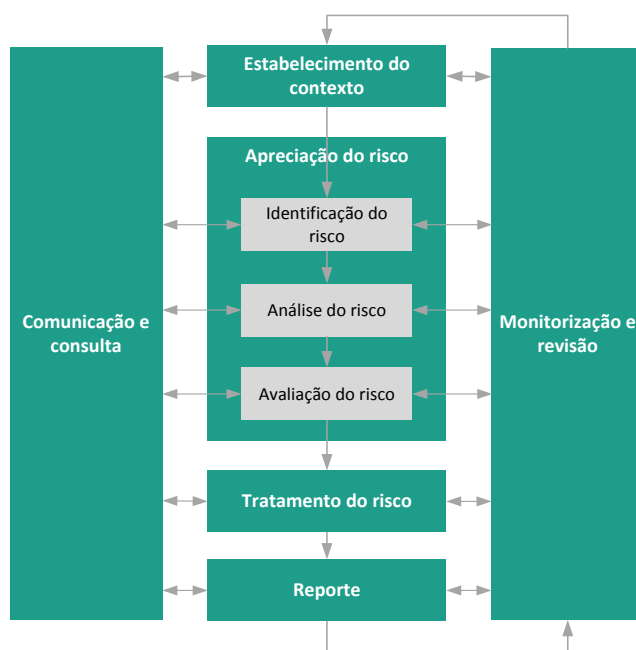 Estabelecimento do
contexto
Apreciação do risco
Identificação do
risco
Análise do risco
Comunicação e
consulta
Monitorização e
revisão
Avaliação do risco
Tratamento do risco
Reporte